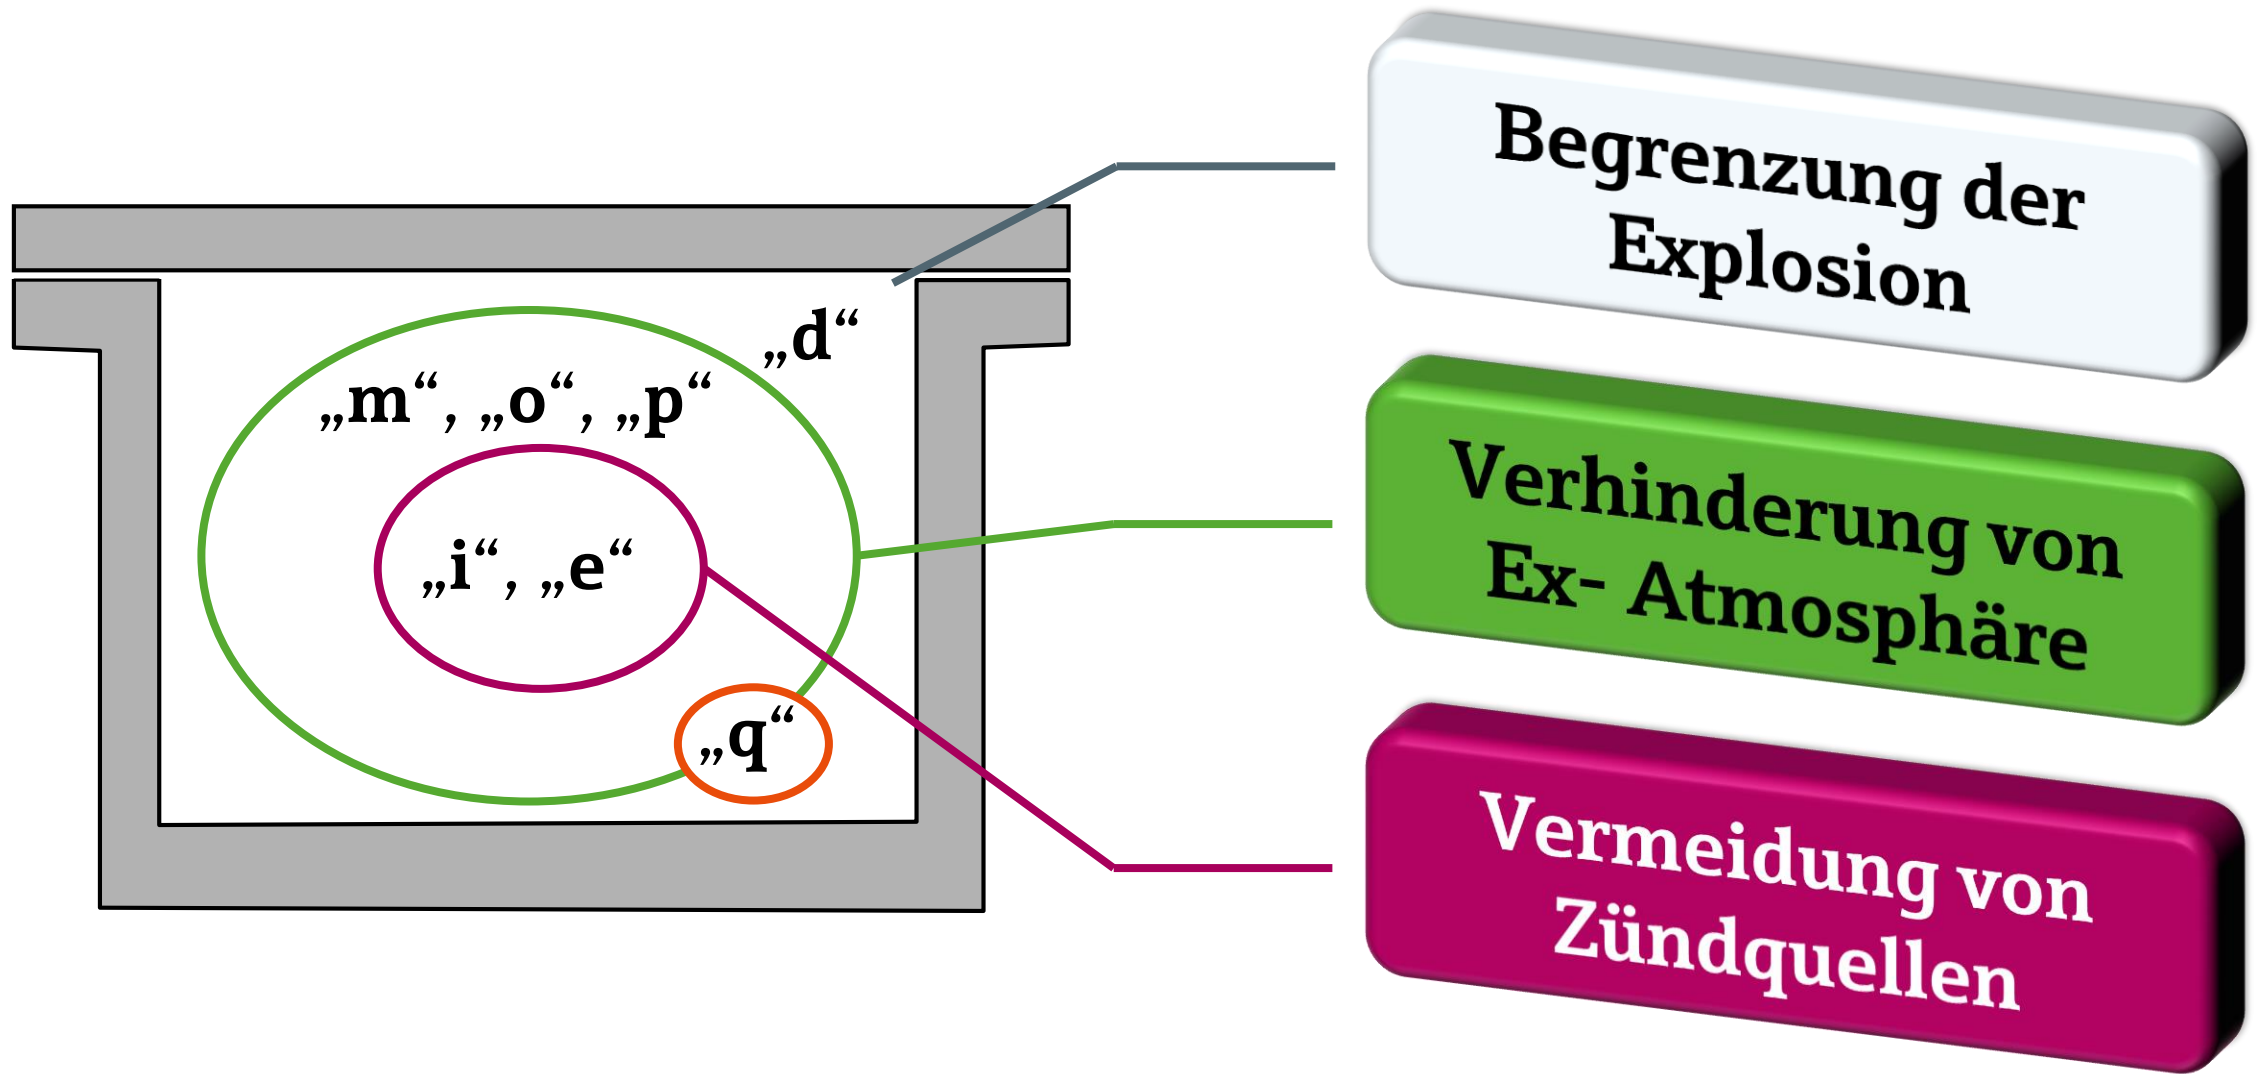 „d“
„m“, „o“, „p“
„i“, „e“
„q“
Begrenzung der
Explosion
Verhinderung von
Ex- Atmosphäre
Vermeidung von
Zündquellen